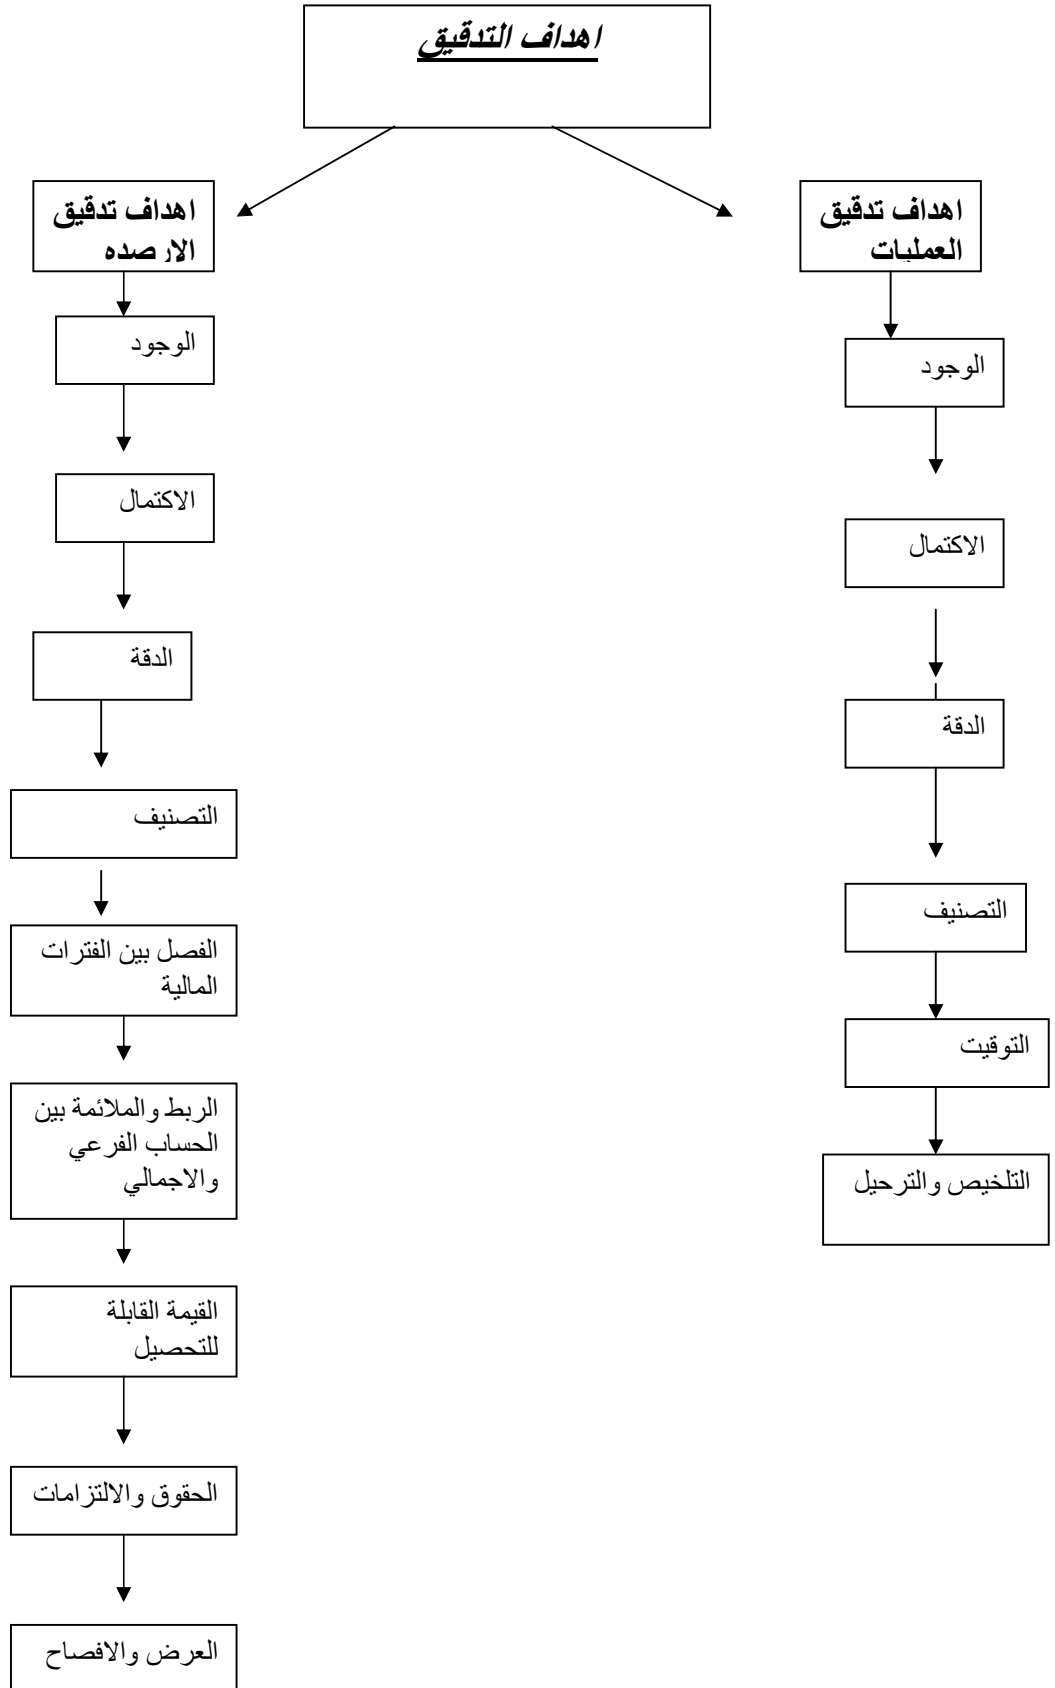 اهداف التدقيق
اهداف تدقيق
العمليات
الوجود
الاكتمال
الدقة
التصنيف
التوقيت
التلخيص والترحيل
اهداف تدقيق
الارصده
الوجود
الاكتمال
الدقة
التصنيف
الفصل بين الفترات
المالية
الربط والملائمة بين
الحساب الفرعي
والاجمالي
القيمة القابلة
للتحصيل
الحقوق والالتزامات
العرض والافصاح